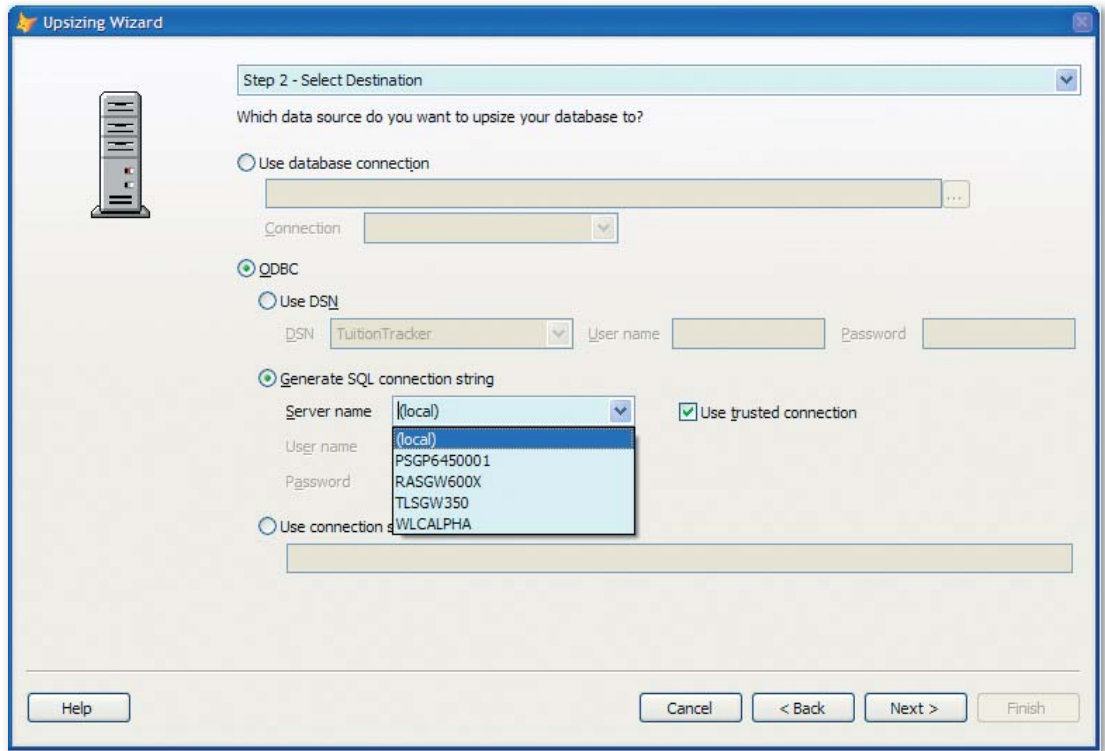 Upsizing Wizard
Step 2 - Select Destination
Which data source do you want to upsize your database to?
Use database connection
...
Connection
ODBC
Use DSN
DSN TuitionTracker User name Password
Generate SQL connection string
Server name (local) Use trusted connection
(local)
User name
PSGP6450001
Password
RASGW600X
TLSGW350
Use connection s
WLCALPHA
Help Cancel < Back Next > Finish